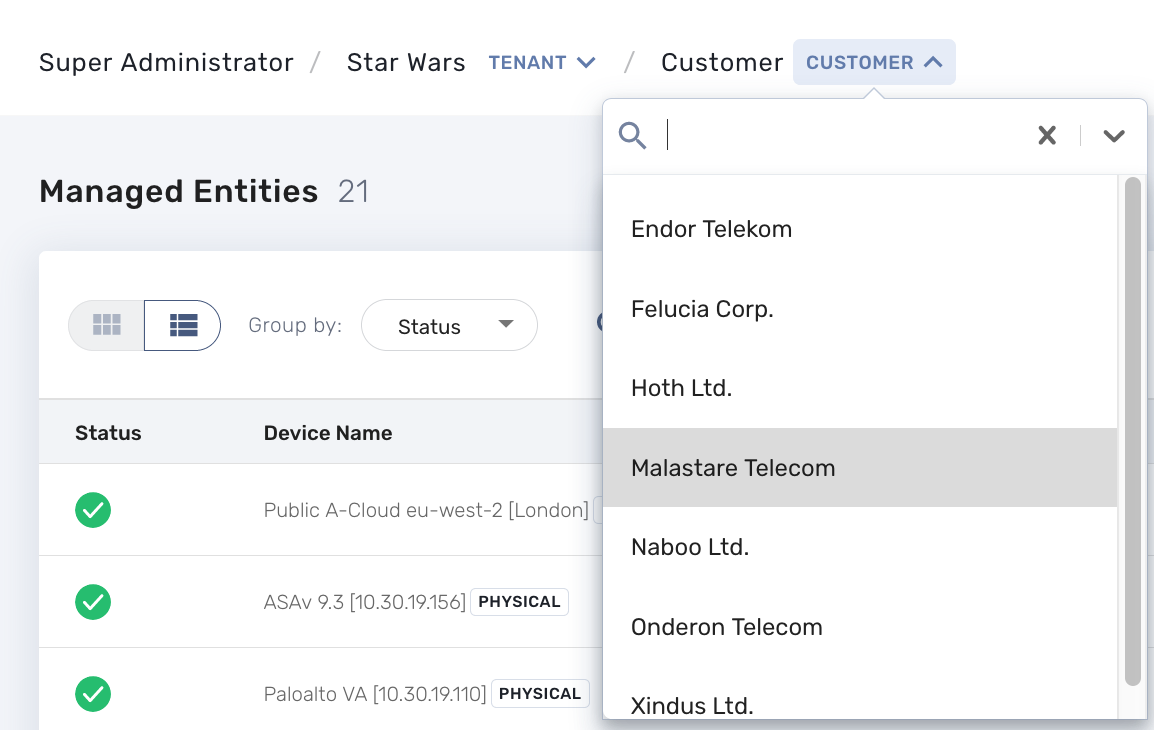 Super Administrator / Star Wars TENANT / Customer CUSTOMER
Managed Entities 21
Endor Telekom
Felucia Corp.
Group by: Status
Hoth Ltd.
Status Device Name
Malastare Telecom
Public A-Cloud eu-west-2 [London]
Naboo Ltd.
ASAv 9.3 [10.30.19.156] PHYSICAL
Onderon Telecom
Paloalto VA [10.30.19.110] PHYSICAL
Xindus Ltd.